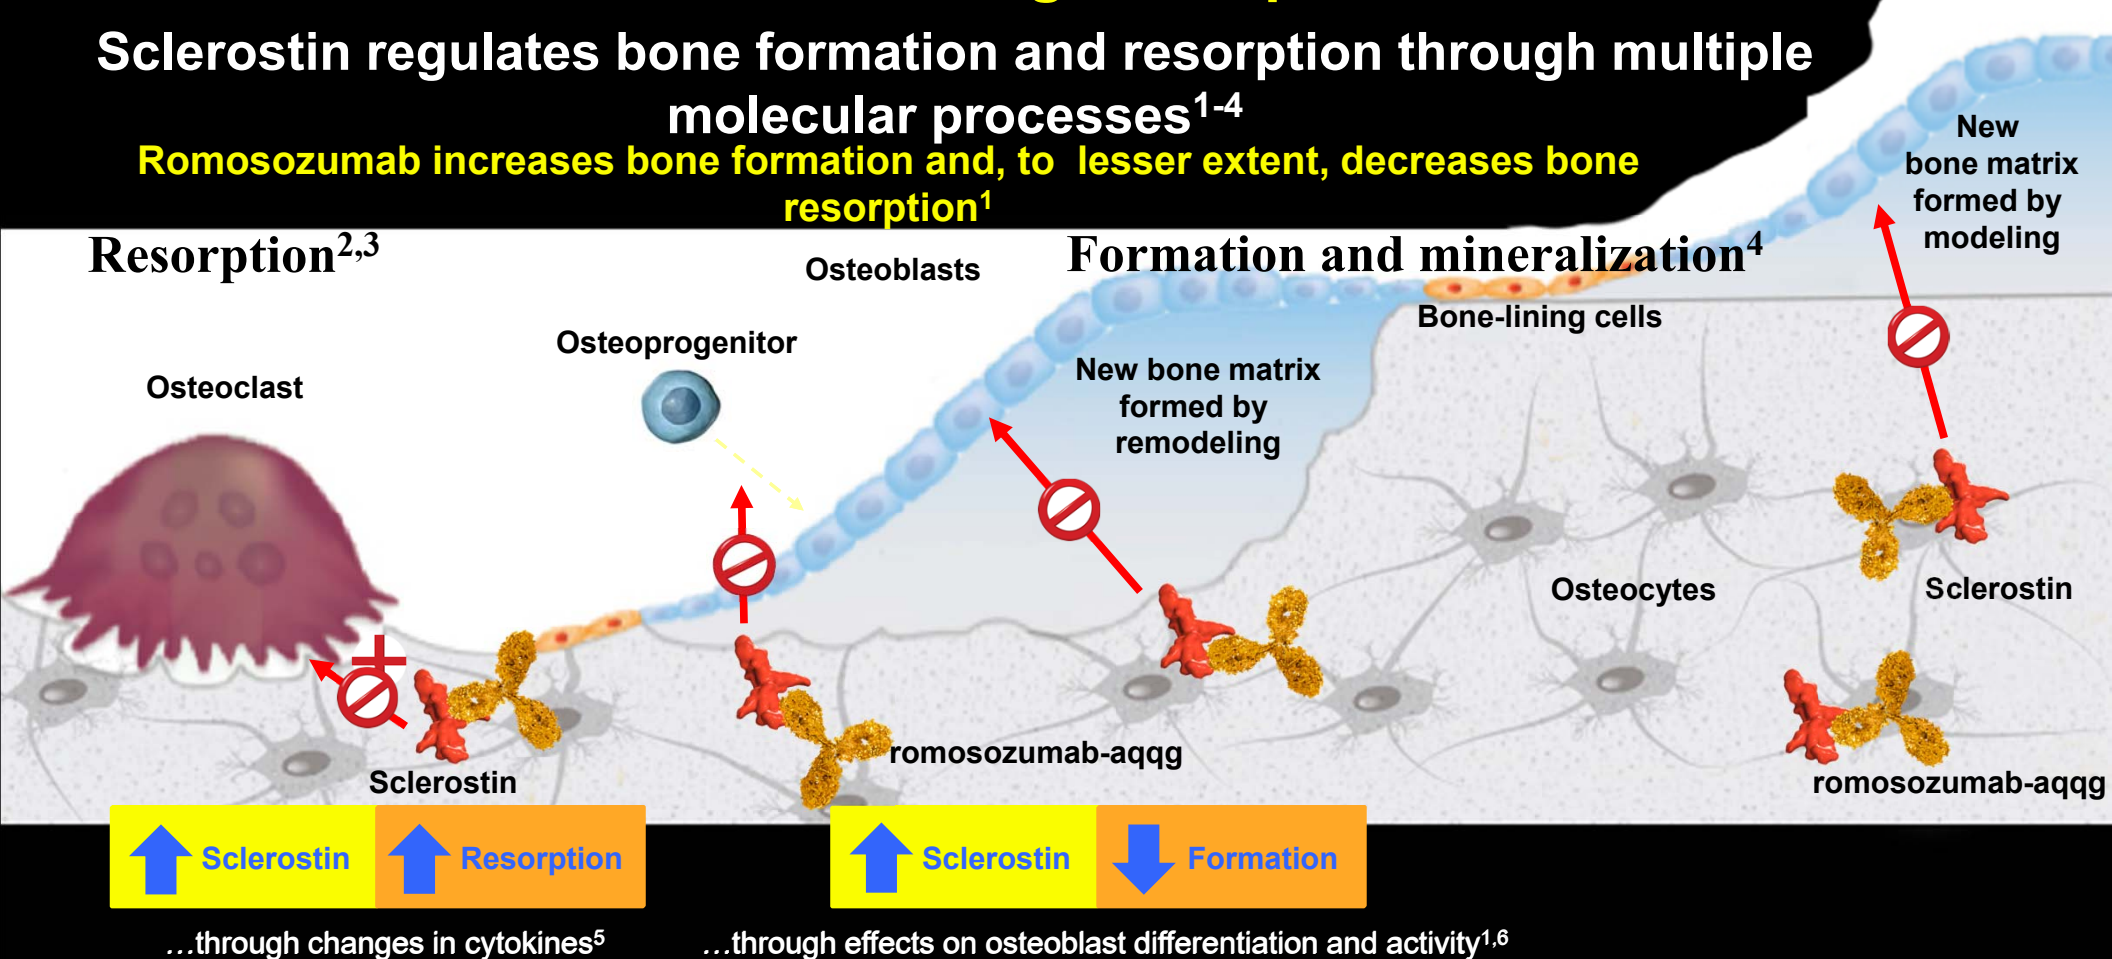 Sclerostin regulates bone formation and resorption through multiple
molecular processes1-4
Romosozumab increases bone formation and, to lesser extent, decreases bone
resorption1
Resorption2,3
Formation and mineralization4
New
bone matrix
formed by
modeling
Osteoblasts
Bone-lining cells
Osteoprogenitor
New bone matrix
formed by
remodeling
Osteoclast
Osteocytes
Sclerostin
romosozumab-aqqg
Sclerostin
romosozumab-aqqg
Sclerostin
Resorption
Sclerostin
Formation
...through changes in cytokines5
...through effects on osteoblast differentiation and activity1,6